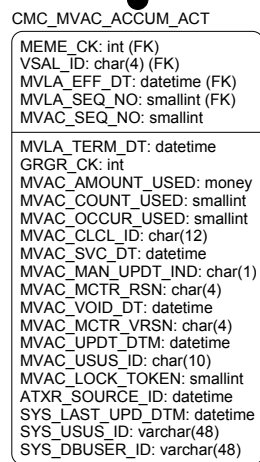 CMC_MVAC_ACCUM_ACT
MEME_CK: int (FK)
VSAL_ID: char(4) (FK)
MVLA_EFF_DT: datetime (FK)
MVLA_SEQ_NO: smallint (FK)
MVAC_SEQ_NO: smallint
MVLA_TERM_DT: datetime
GRGR_CK: int
MVAC_AMOUNT_USED: money
MVAC_COUNT_USED: smallint
MVAC_OCCUR_USED: smallint
MVAC_CLCL_ID: char(12)
MVAC_SVC_DT: datetime
MVAC_MAN_UPDT_IND: char(1)
MVAC_MCTR_RSN: char(4)
MVAC_VOID_DT: datetime
MVAC_MCTR_VRSN: char(4)
MVAC_UPDT_DTM: datetime
MVAC_USUS_ID: char(10)
MVAC_LOCK_TOKEN: smallint
ATXR_SOURCE_ID: datetime
SYS_LAST_UPD_DTM: datetime
SYS_USUS_ID: varchar(48)
SYS_DBUSER_ID: varchar(48)